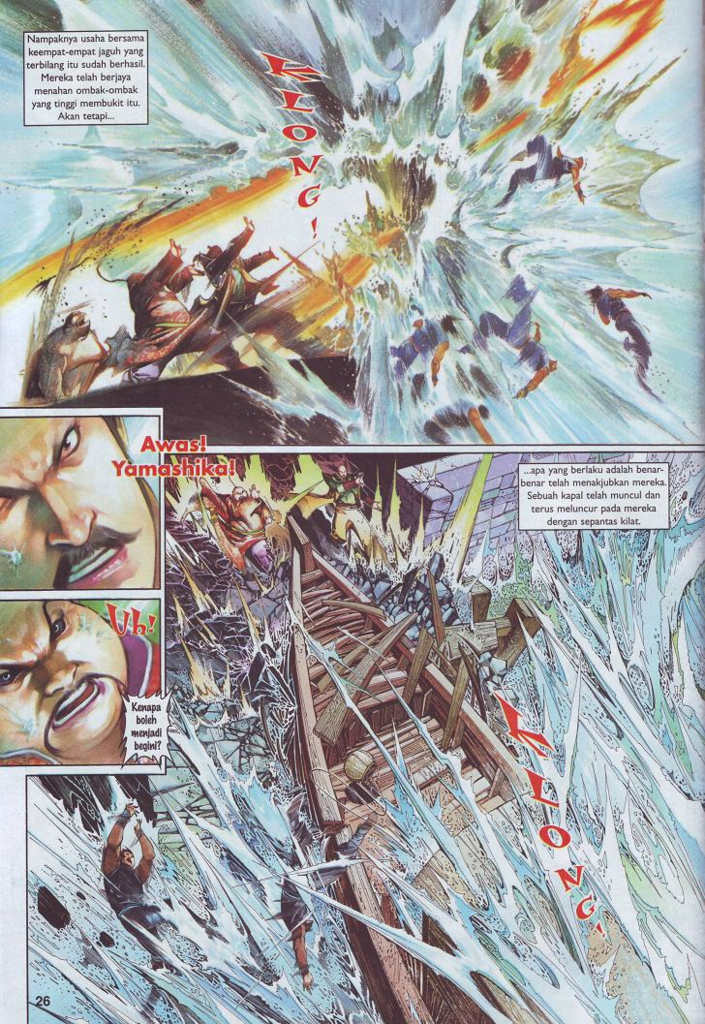 Nampaknya usaha bersama
keempat-empat jaguh yang
terbilang itu sudah berhasil.
Mereka telah berjaya
menahan ombak-ombak
yang tinggi membukit itu.
Akan tetapi...
KLONG!
Awas!
Yamashika!
...apa yang berlaku adalah benar-
benar telah menakjubkan mereka.
Sebuah kapal telah muncul dan
terus meluncur pada mereka
dengan sepantas kilat.
Uh!
Kenapa
boleh
menjadi
begini?
KLONG!
26